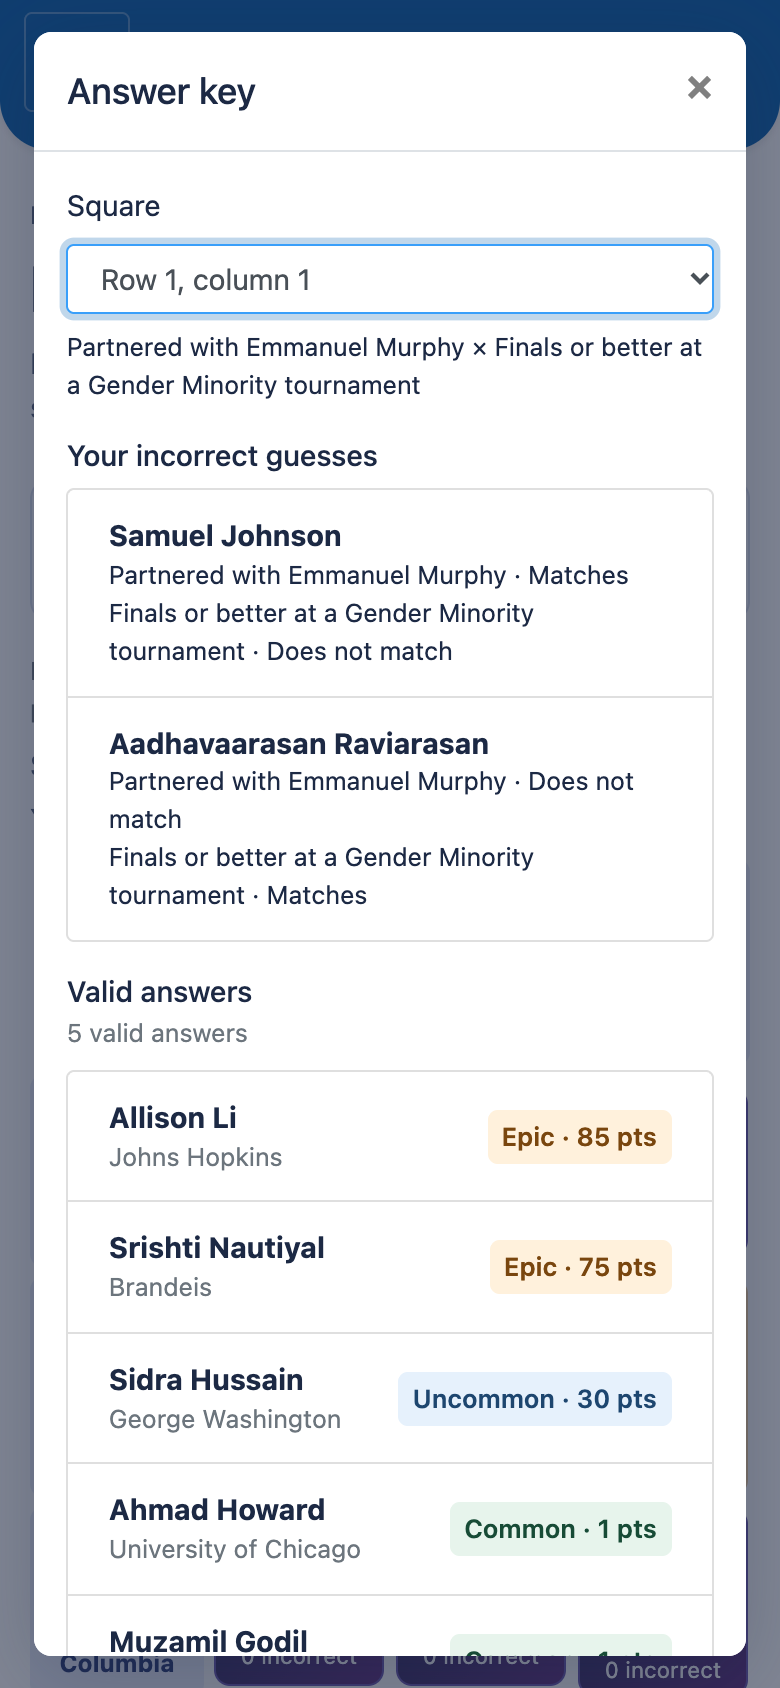 Answer key
×
Square
Row 1, column 1
Partnered with Emmanuel Murphy × Finals or better at
a Gender Minority tournament
Your incorrect guesses
Samuel Johnson
Partnered with Emmanuel Murphy · Matches
Finals or better at a Gender Minority
tournament · Does not match
Aadhavaarasan Raviarasan
Partnered with Emmanuel Murphy · Does not
match
Finals or better at a Gender Minority
tournament · Matches
Valid answers
5 valid answers
Allison Li
Epic · 85 pts
Johns Hopkins
Srishti Nautiyal
Epic · 75 pts
Brandeis
Sidra Hussain
Uncommon · 30 pts
George Washington
Ahmad Howard
Common · 1 pts
University of Chicago
Muzamil Godil
Columbia
0 incorrect
0 incorrect
0 incorrect